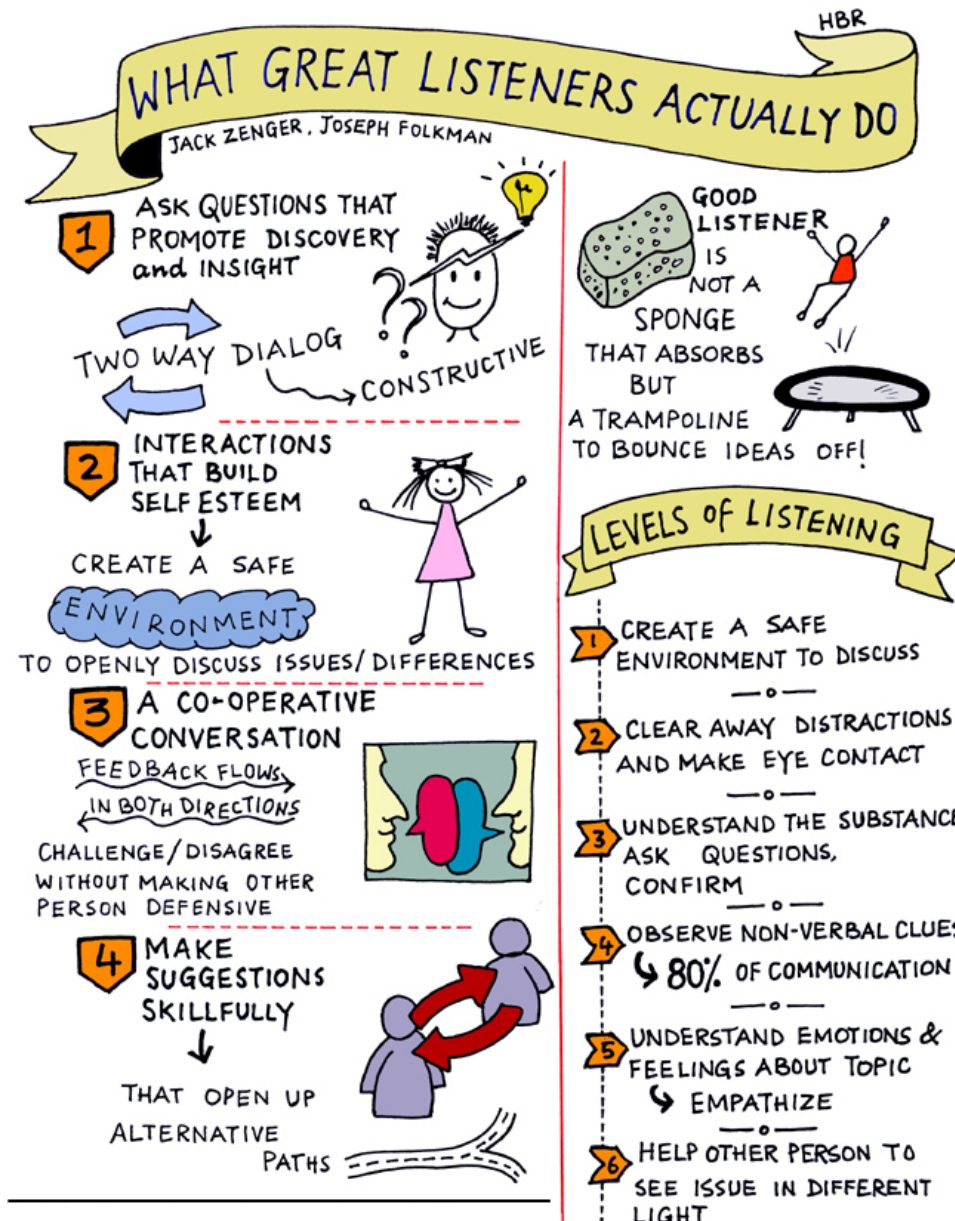 HBR
WHAT GREAT LISTENERS ACTUALLY DO
JACK ZENGER, JOSEPH FOLKMAN
1
ASK QUESTIONS THAT
PROMOTE DISCOVERY
and INSIGHT
??
TWO WAY DIALOG
CONSTRUCTIVE
2
INTERACTIONS
THAT BUILD
SELF ESTEEM
CREATE A SAFE
ENVIRONMENT
TO OPENLY DISCUSS ISSUES/DIFFERENCES
3
A CO-OPERATIVE
CONVERSATION
FEEDBACK FLOWS
IN BOTH DIRECTIONS
CHALLENGE/DISAGREE
WITHOUT MAKING OTHER
PERSON DEFENSIVE
4
MAKE
SUGGESTIONS
SKILLFULLY
THAT OPEN UP
ALTERNATIVE
PATHS
GOOD
LISTENER
IS
NOT A
SPONGE
THAT ABSORBS
BUT
A TRAMPOLINE
TO BOUNCE IDEAS OFF!
LEVELS OF LISTENING
1
CREATE A SAFE
ENVIRONMENT TO DISCUSS
2
CLEAR AWAY DISTRACTIONS
AND MAKE EYE CONTACT
3
UNDERSTAND THE SUBSTANCE
ASK QUESTIONS,
CONFIRM
4
OBSERVE NON-VERBAL CLUES
80% OF COMMUNICATION
5
UNDERSTAND EMOTIONS &
FEELINGS ABOUT TOPIC
EMPATHIZE
6
HELP OTHER PERSON TO
SEE ISSUE IN DIFFERENT
LIGHT